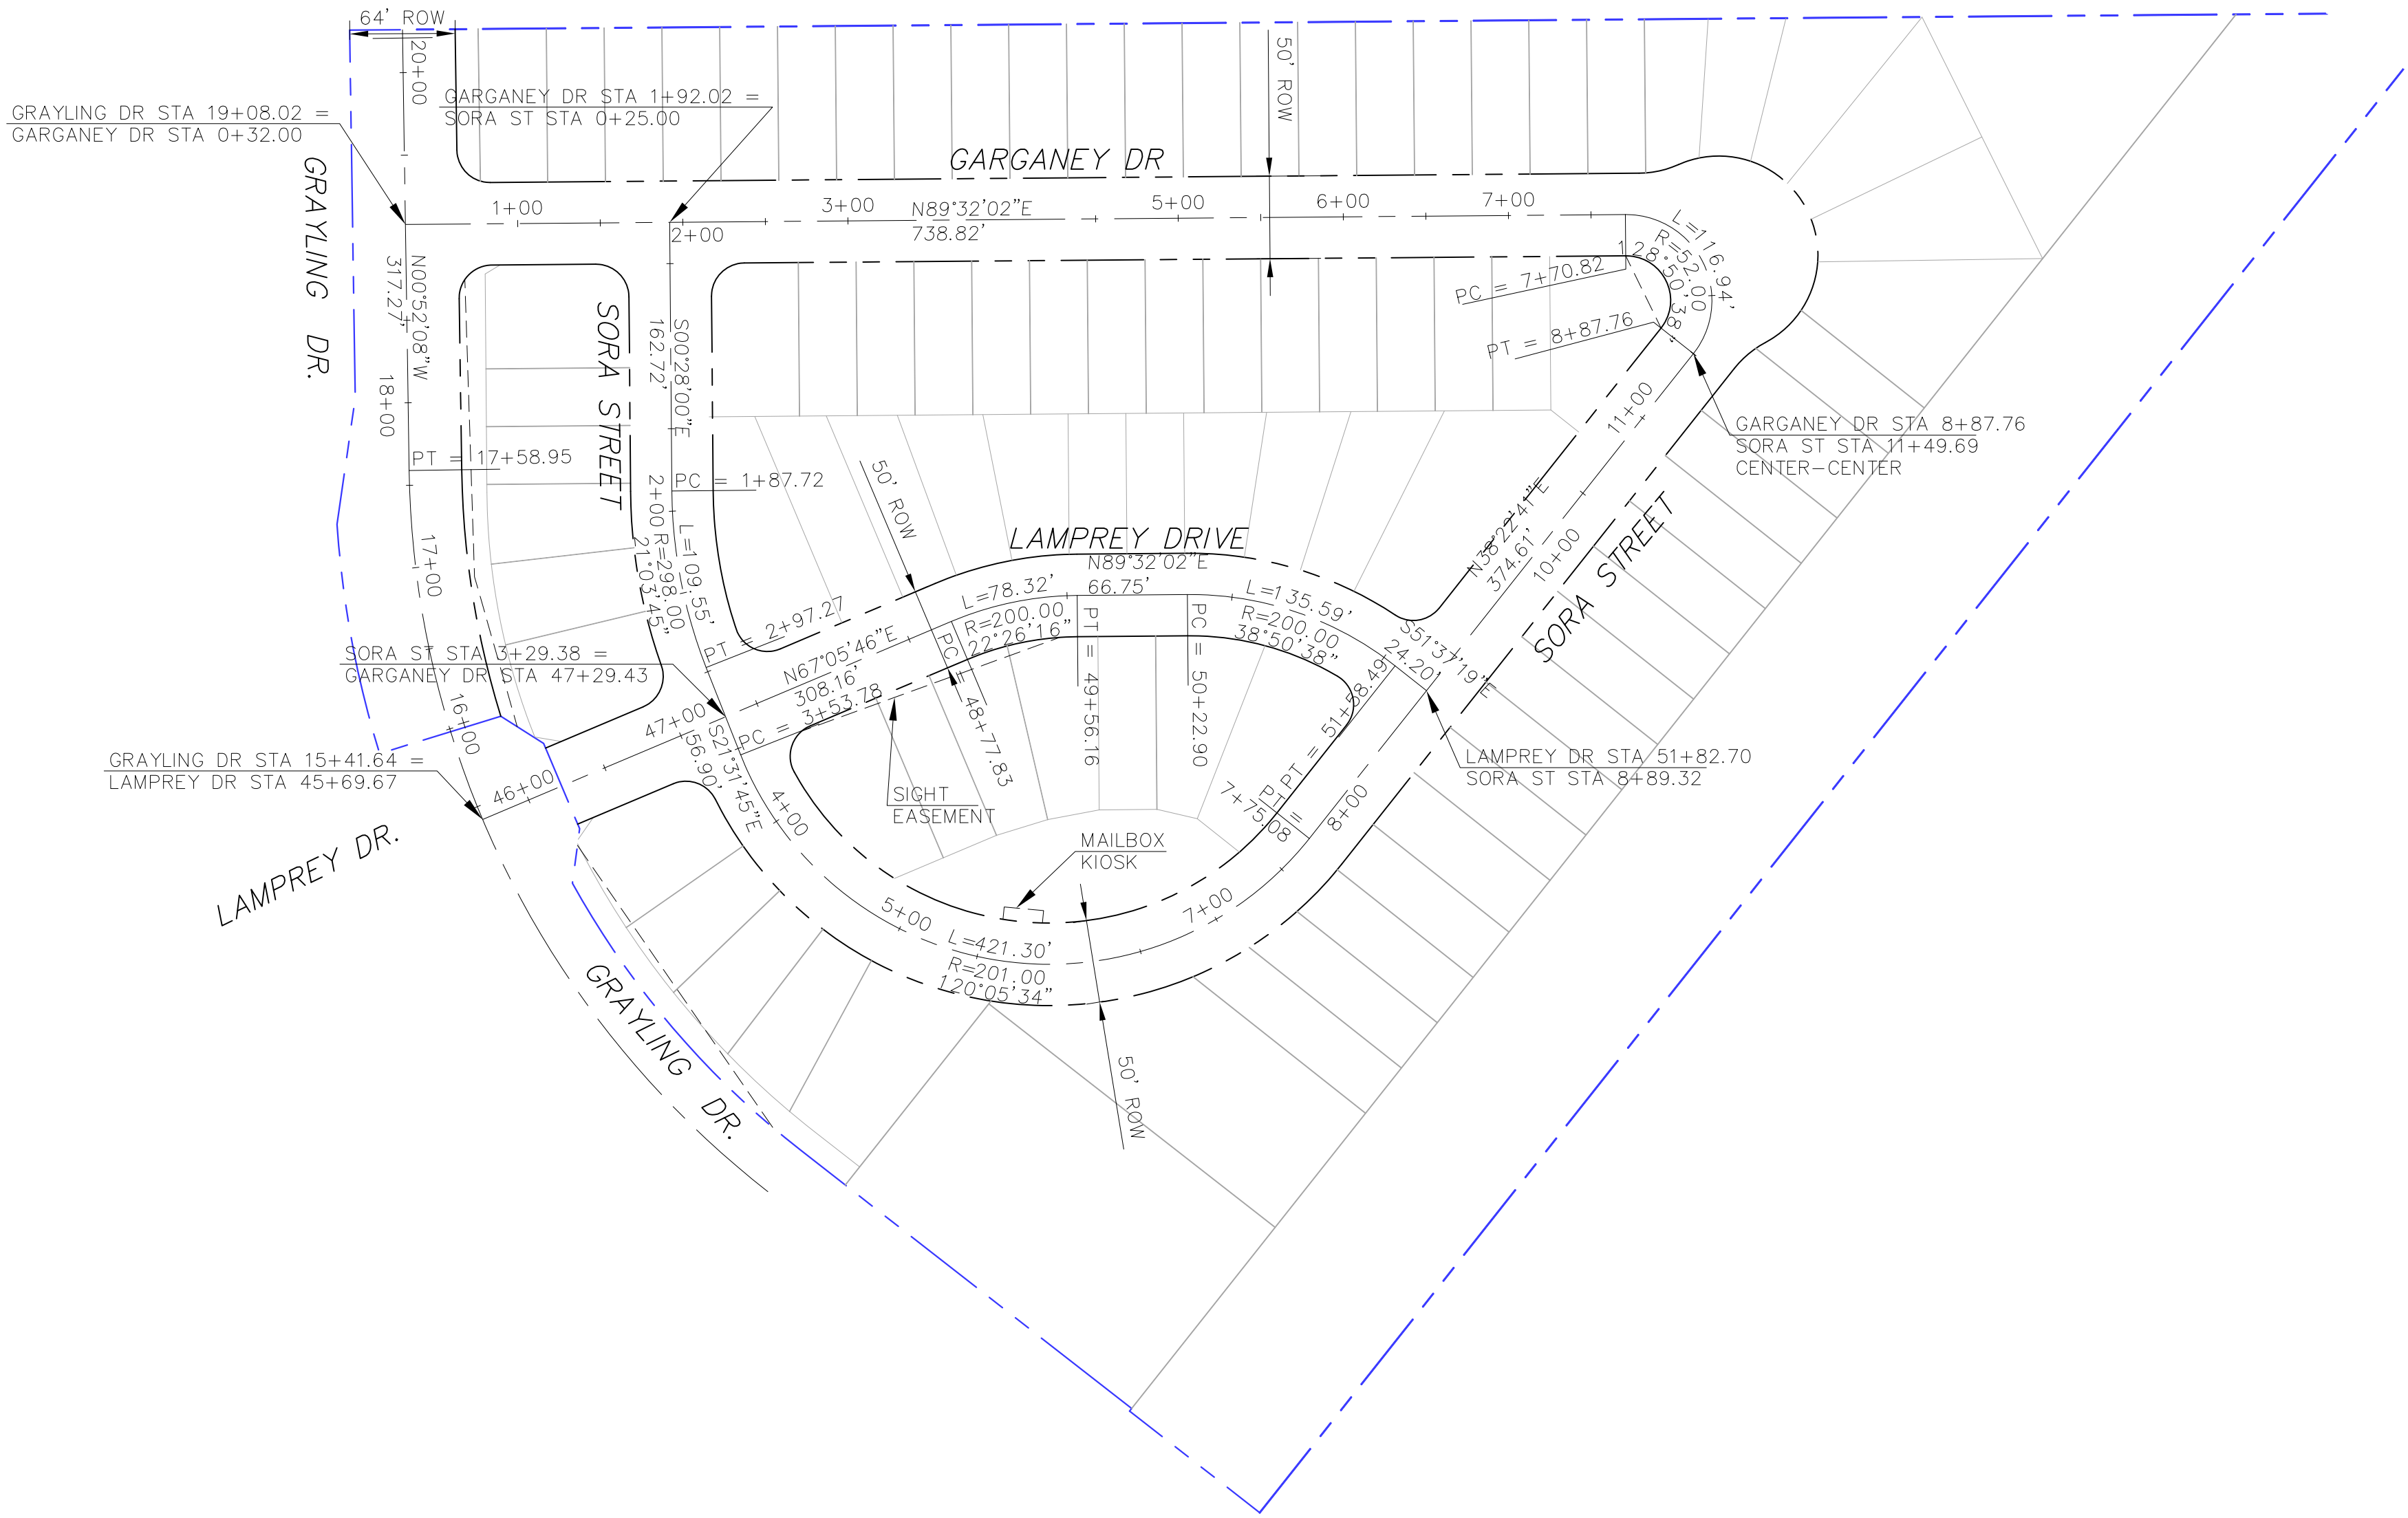 64' ROW
20+00
50' ROW
GRAYLING DR STA 19+08.02 =
GARGANEY DR STA 0+32.00
GARGANEY DR STA 1+92.02 =
SORA ST STA 0+25.00
GRAYLING DR.
GARGANEY DR
1+00
2+00
3+00
N89°32'02"E
738.82'
5+00
6+00
7+00
L=116.94'
R=52.00
128°50'38"
PC = 7+70.82
PT = 8+87.76
N00°52'08"W
317.27'
18+00
SORA STREET
S00°28'00"E
162.72'
11+00
GARGANEY DR STA 8+87.76
SORA ST STA 11+49.69
CENTER-CENTER
PT = 17+58.95
PC = 1+87.72
2+00
50' ROW
LAMPREY DRIVE
N89°32'02"E
66.75'
N38°22'41"E
374.61'
10+00
SORA STREET
17+00
L=109.55'
R=298.00
21°03'45"
PT = 2+97.27
L=78.32'
R=200.00
22°26'16"
L=135.59'
R=200.00
38°50'38"
S51°37'19"E
24.20'
SORA ST STA 3+29.38 =
GARGANEY DR STA 47+29.43
N67°05'46"E
308.16'
PC = 3+53.78
PC = 48+77.83
PT = 49+56.16
PC = 50+22.90
PT = 51+58.49
16+00
47+00
S21°31'45"E
56.90'
GRAYLING DR STA 15+41.64 =
LAMPREY DR STA 45+69.67
46+00
4+00
SIGHT
EASEMENT
LAMPREY DR STA 51+82.70
SORA ST STA 8+89.32
PT =
7+75.08
8+00
MAILBOX
KIOSK
LAMPREY DR.
5+00
7+00
L=421.30'
R=201.00
120°05'34"
GRAYLING DR.
50' ROW